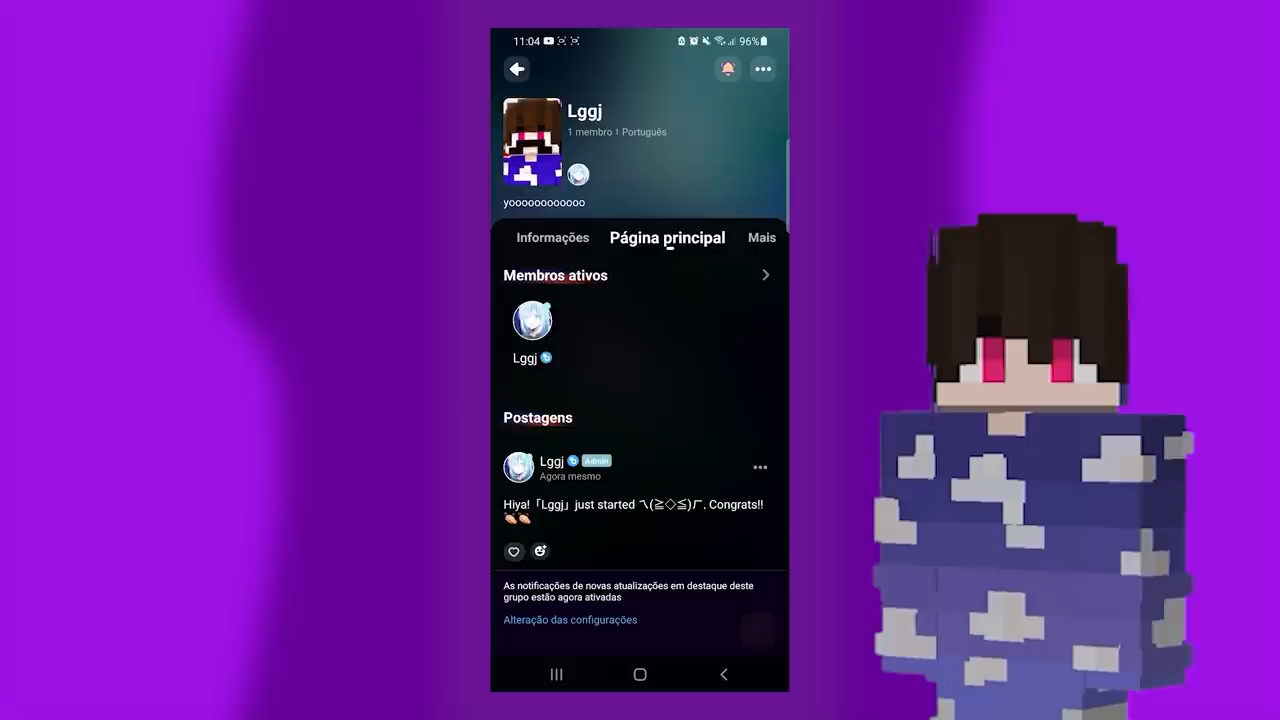 11:04
96%
Lggj
1 membro | Português
yoooooooooooo
Informações Página principal Mais
Membros ativos
Lggj
Postagens
Lggj Admin
Agora mesmo
Hiya!「Lggj」just started ヽ(≧◇≦)ㄏ. Congrats!!
👏👏
As notificações de novas atualizações em destaque deste
grupo estão agora ativadas
Alteração das configurações